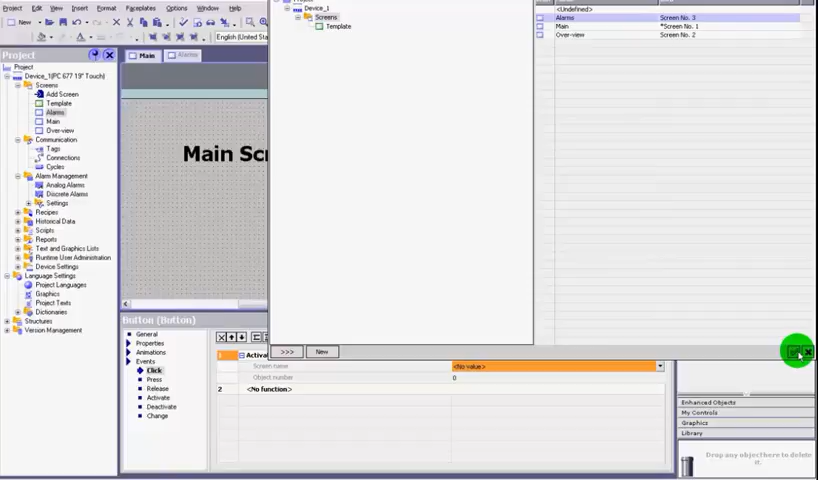 Project Edit View Insert Format Faceplates Options Window Help
New
English (United Sta
Project
Main Alarms
Project
Device_1(PC 677 19" Touch)
Screens
Add Screen
Template
Alarms
Main
Over-view
Communication
Tags
Connections
Cycles
Alarm Management
Analog Alarms
Discrete Alarms
Settings
Recipes
Historical Data
Scripts
Reports
Text and Graphics Lists
Runtime User Administration
Device Settings
Language Settings
Project Languages
Graphics
Project Texts
Dictionaries
Structures
Version Management
Main Scr
Device_1
Screens
Template
<Undefined>
Alarms Screen No. 3
Main *Screen No. 1
Over-view Screen No. 2
>>> New
Button (Button)
General
Properties
Animations
Events
Click
Press
Release
Activate
Deactivate
Change
1 Activa
Screen name <No value>
Object number 0
2 <No function>
Enhanced Objects
My Controls
Graphics
Library
Drop any object here to delete
it.